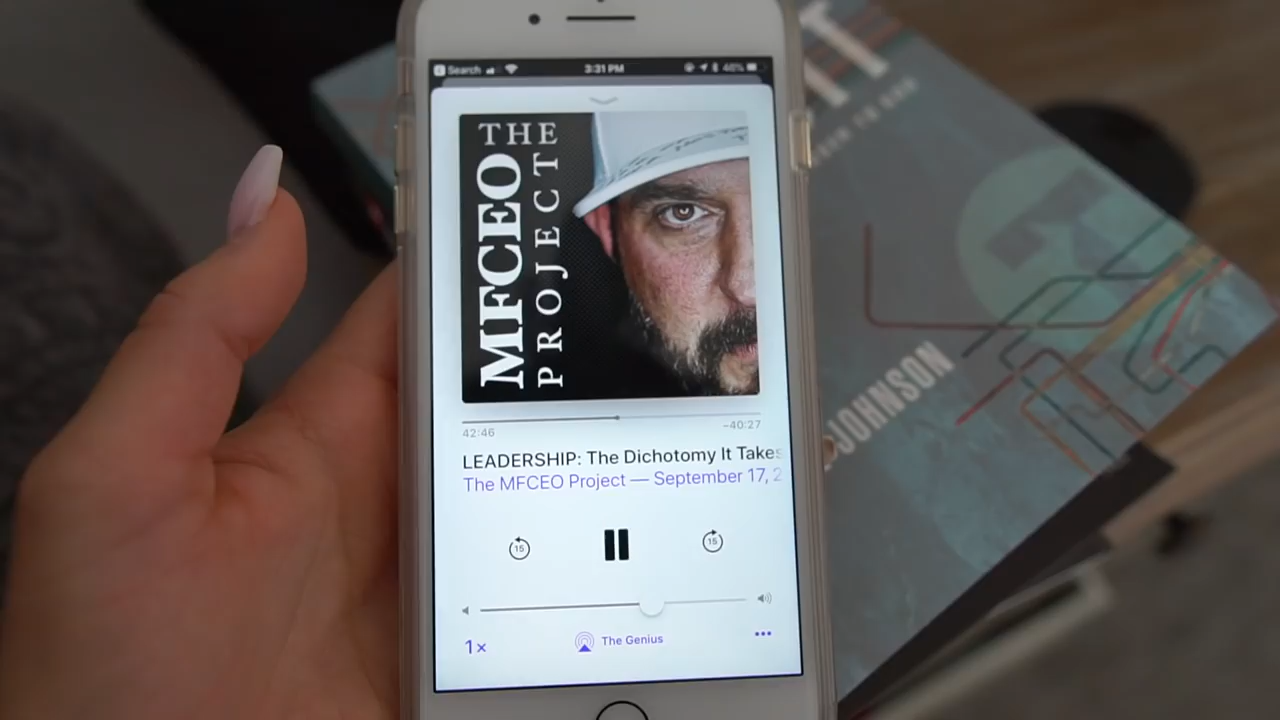 Search 3:31 PM 46%
THE
MFCEO
PROJECT
42:46 -40:27
LEADERSHIP: The Dichotomy It Takes
The MFCEO Project — September 17, 2
15 15
1× The Genius •••
JOHNSON